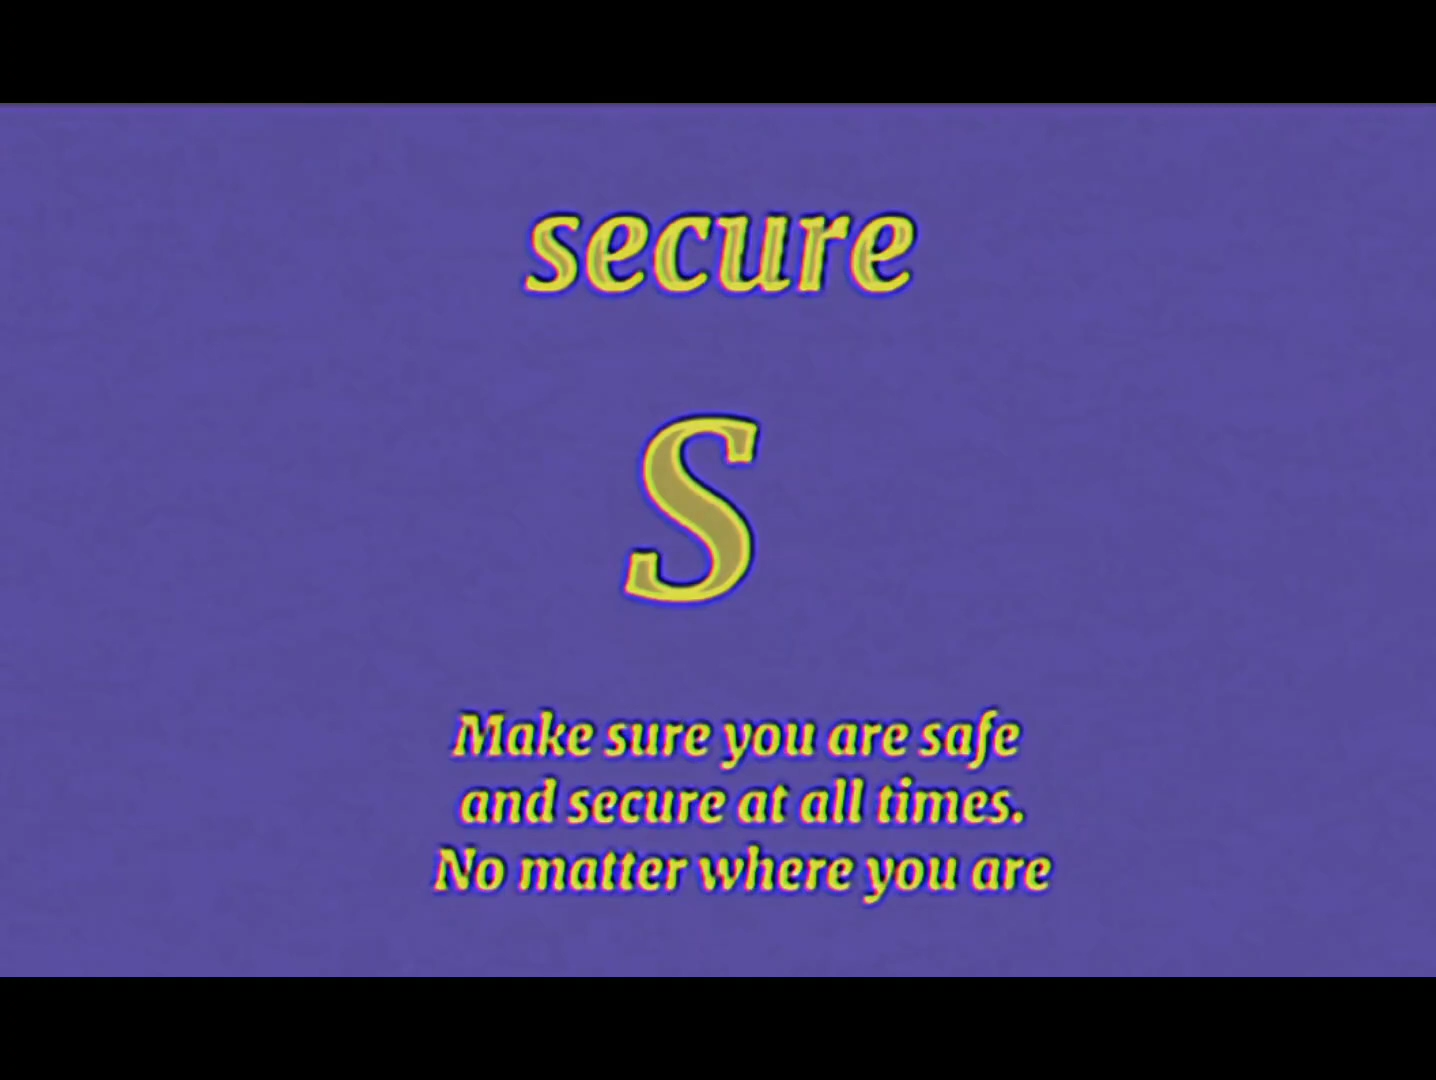 secure
S
Make sure you are safe
and secure at all times.
No matter where you are